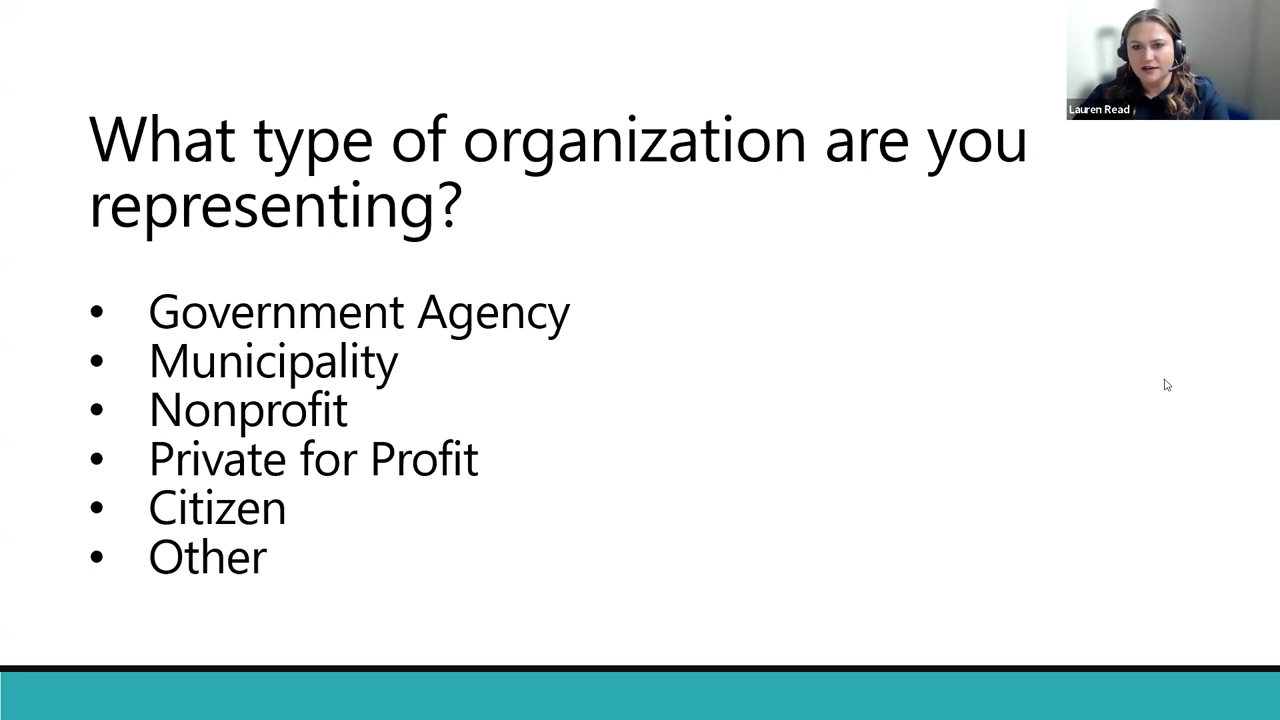 Lauren Read
What type of organization are you
representing?
• Government Agency
• Municipality
• Nonprofit
• Private for Profit
• Citizen
• Other